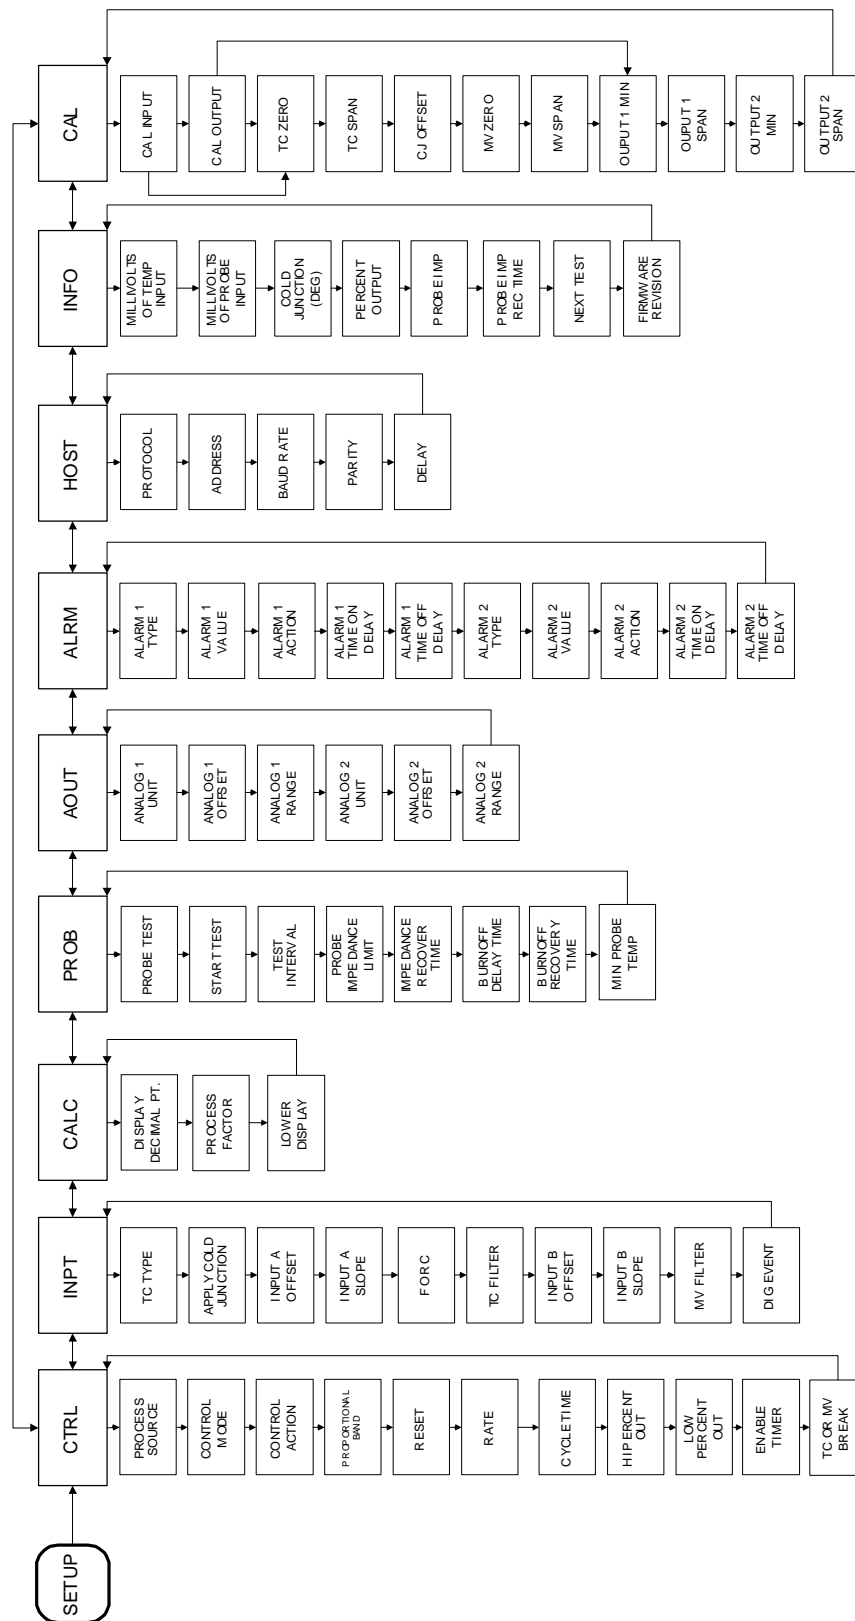 SETUP
CTRL
PROCESS
SOURCE
CONTROL
MODE
CONTROL
ACTION
PROPORTIONAL
BAND
RESET
RATE
CYCLE TIME
HI PERCENT
OUT
LOW
PERCENT
OUT
ENABLE
TIMER
TC OR MV
BREAK
INPT
TC TYPE
APPLY COLD
JUNCTION
INPUT A
OFFSET
INPUT A
SLOPE
F OR C
TC FILTER
INPUT B
OFFSET
INPUT B
SLOPE
MV FILTER
DIG EVENT
CALC
DISPLAY
DECIMAL PT.
PROCESS
FACTOR
LOWER
DISPLAY
PROB
PROBE TEST
START TEST
TEST
INTERVAL
PROBE
IMPEDANCE
LIMIT
IMPEDANCE
RECOVER
TIME
BURNOFF
DELAY TIME
BURNOFF
RECOVERY
TIME
MIN PROBE
TEMP
AOUT
ANALOG 1
UNIT
ANALOG 1
OFFSET
ANALOG 1
RANGE
ANALOG 2
UNIT
ANALOG 2
OFFSET
ANALOG 2
RANGE
ALRM
ALARM 1
TYPE
ALARM 1
VALUE
ALARM 1
ACTION
ALARM 1
TIME ON
DELAY
ALARM 1
TIME OFF
DELAY
ALARM 2
TYPE
ALARM 2
VALUE
ALARM 2
ACTION
ALARM 2
TIME ON
DELAY
ALARM 2
TIME OFF
DELAY
HOST
PROTOCOL
ADDRESS
BAUD RATE
PARITY
DELAY
INFO
MILLIVOLTS
OF TEMP
INPUT
MILLIVOLTS
OF PROBE
INPUT
COLD
JUNCTION
(DEG)
PERCENT
OUTPUT
PROBE IMP
PROBE IMP
REC TIME
NEXT TEST
FIRMWARE
REVISION
CAL
CAL INPUT
CAL OUTPUT
TC ZERO
TC SPAN
CJ OFFSET
MV ZERO
MV SPAN
OUPUT 1 MIN
OUPUT 1
SPAN
OUTPUT 2
MIN
OUTPUT 2
SPAN